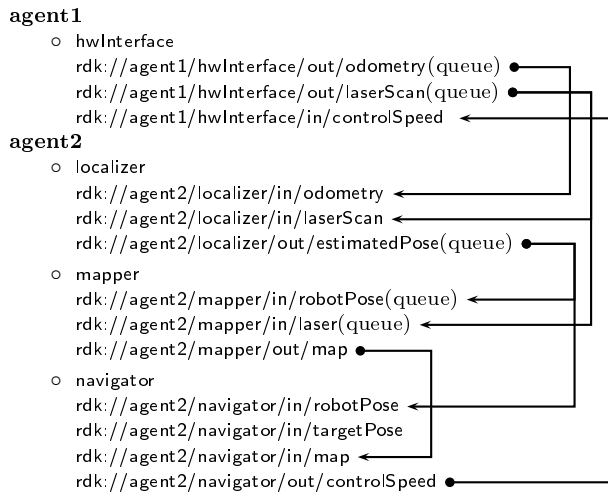 agent1
hwInterface
rdk://agent1/hwInterface/out/odometry(queue)
rdk://agent1/hwInterface/out/laserScan(queue)
rdk://agent1/hwInterface/in/controlSpeed
agent2
localizer
rdk://agent2/localizer/in/odometry
rdk://agent2/localizer/in/laserScan
rdk://agent2/localizer/out/estimatedPose(queue)
mapper
rdk://agent2/mapper/in/robotPose(queue)
rdk://agent2/mapper/in/laser(queue)
rdk://agent2/mapper/out/map
navigator
rdk://agent2/navigator/in/robotPose
rdk://agent2/navigator/in/targetPose
rdk://agent2/navigator/in/map
rdk://agent2/navigator/out/controlSpeed